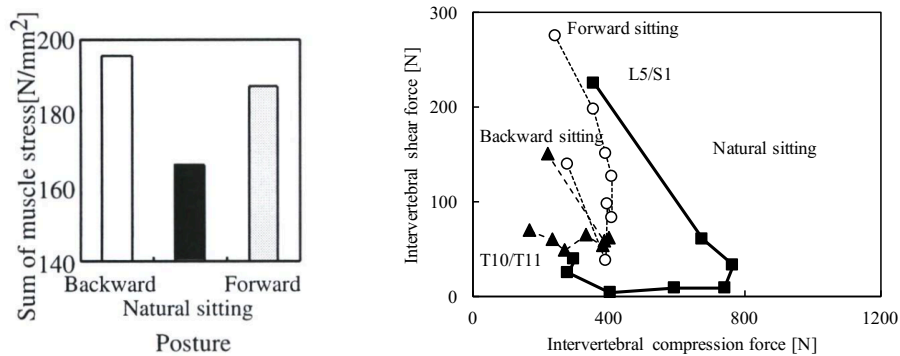 Sum of muscle stress[N/mm²]
200
180
160
140
Backward
Forward
Natural sitting
Posture
Intervertebral shear force [N]
300
200
100
0
Forward sitting
L5/S1
Backward sitting
Natural sitting
T10/T11
0
400
800
1200
Intervertebral compression force [N]